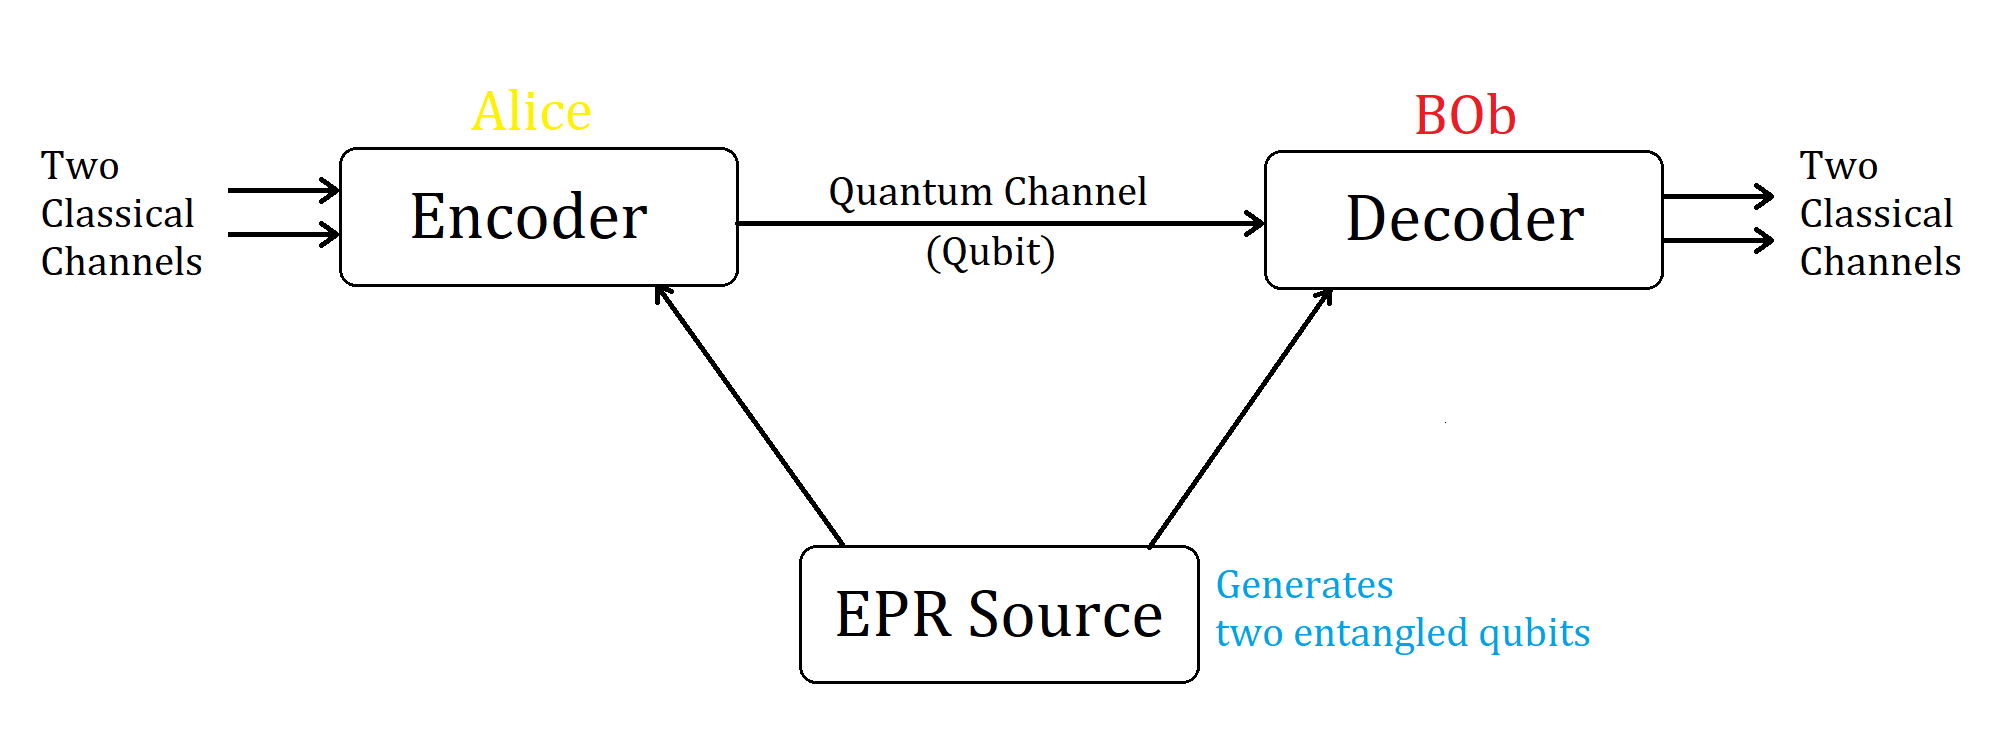 Alice
BOb
Two
Classical
Channels
Encoder
Quantum Channel
(Qubit)
Decoder
Two
Classical
Channels
EPR Source
Generates
two entangled qubits